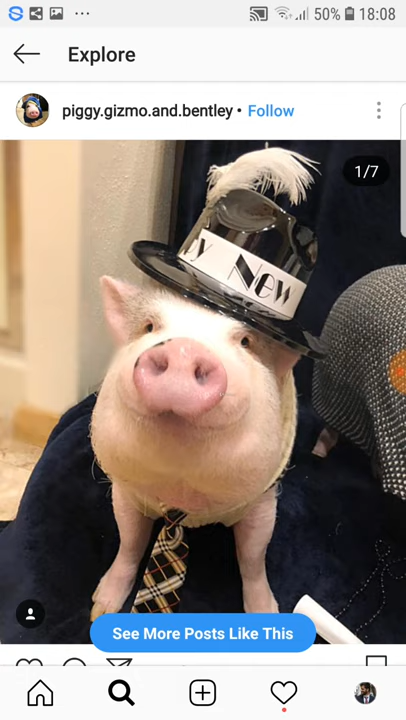 50% 18:08
Explore
piggy.gizmo.and.bentley • Follow
1/7
y New
See More Posts Like This